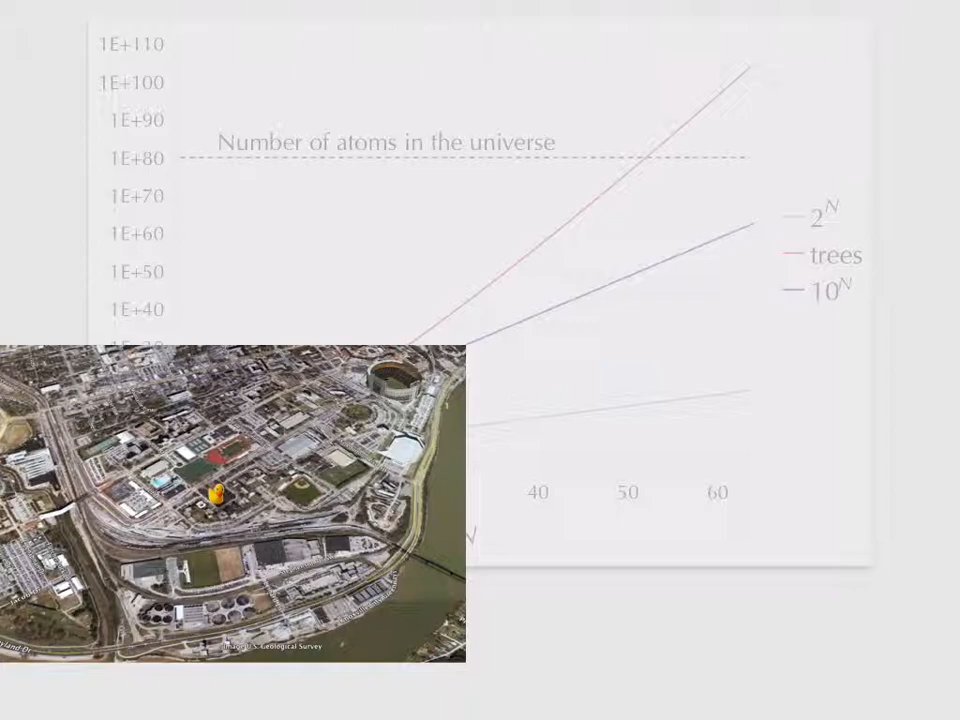 1E+110
1E+100
1E+90
Number of atoms in the universe
1E+80
1E+70
2^N
1E+60
trees
1E+50
10^N
1E+40
40 50 60
Image U.S. Geological Survey